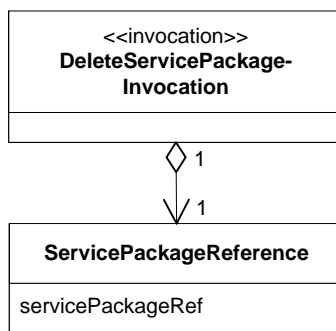 <<invocation>>
DeleteServicePackage-
Invocation
1
1
ServicePackageReference
servicePackageRef